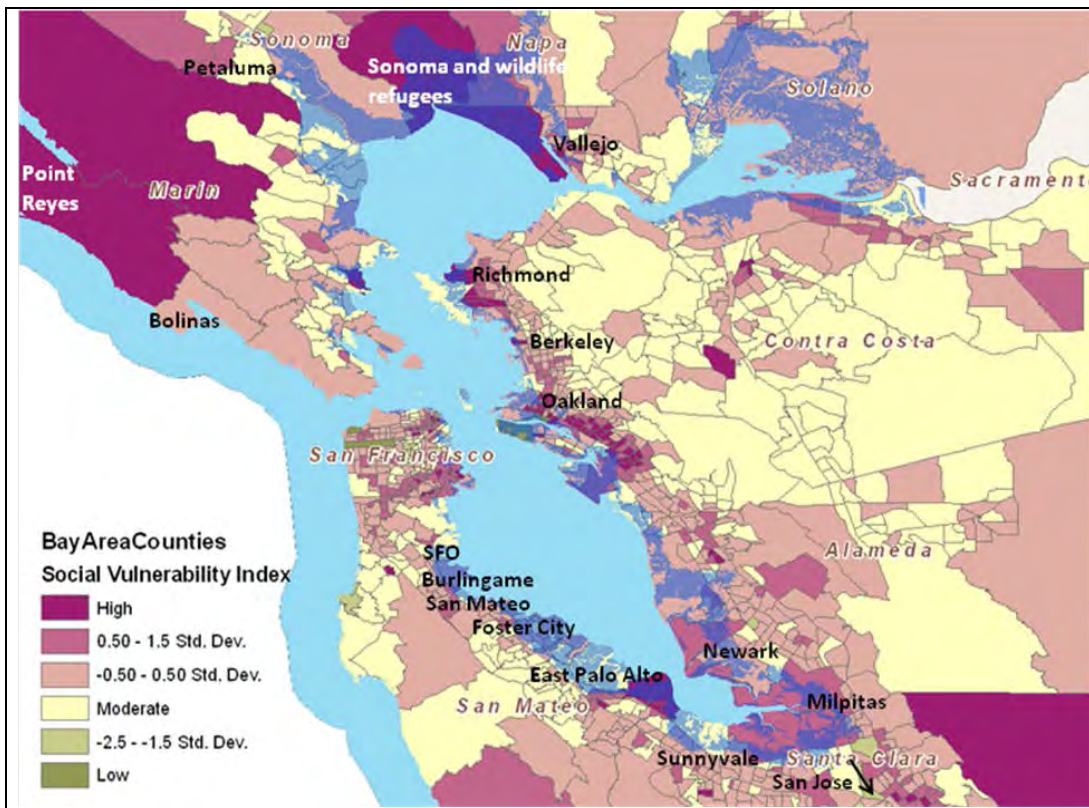 Sonoma
Napa
Petaluma
Sonoma and wildlife
refugees
Solano
Vallejo
Point
Reyes
Marin
Sacramento
Richmond
Bolinas
Berkeley
Contra Costa
Oakland
San Francisco
BayAreaCounties
Social Vulnerability Index
High
0.50 - 1.5 Std. Dev.
-0.50 - 0.50 Std. Dev.
Moderate
-2.5 - -1.5 Std. Dev.
Low
SFO
Burlingame
San Mateo
Foster City
Alameda
East Palo Alto
Newark
San Mateo
Milpitas
Sunnyvale
Santa Clara
San Jose